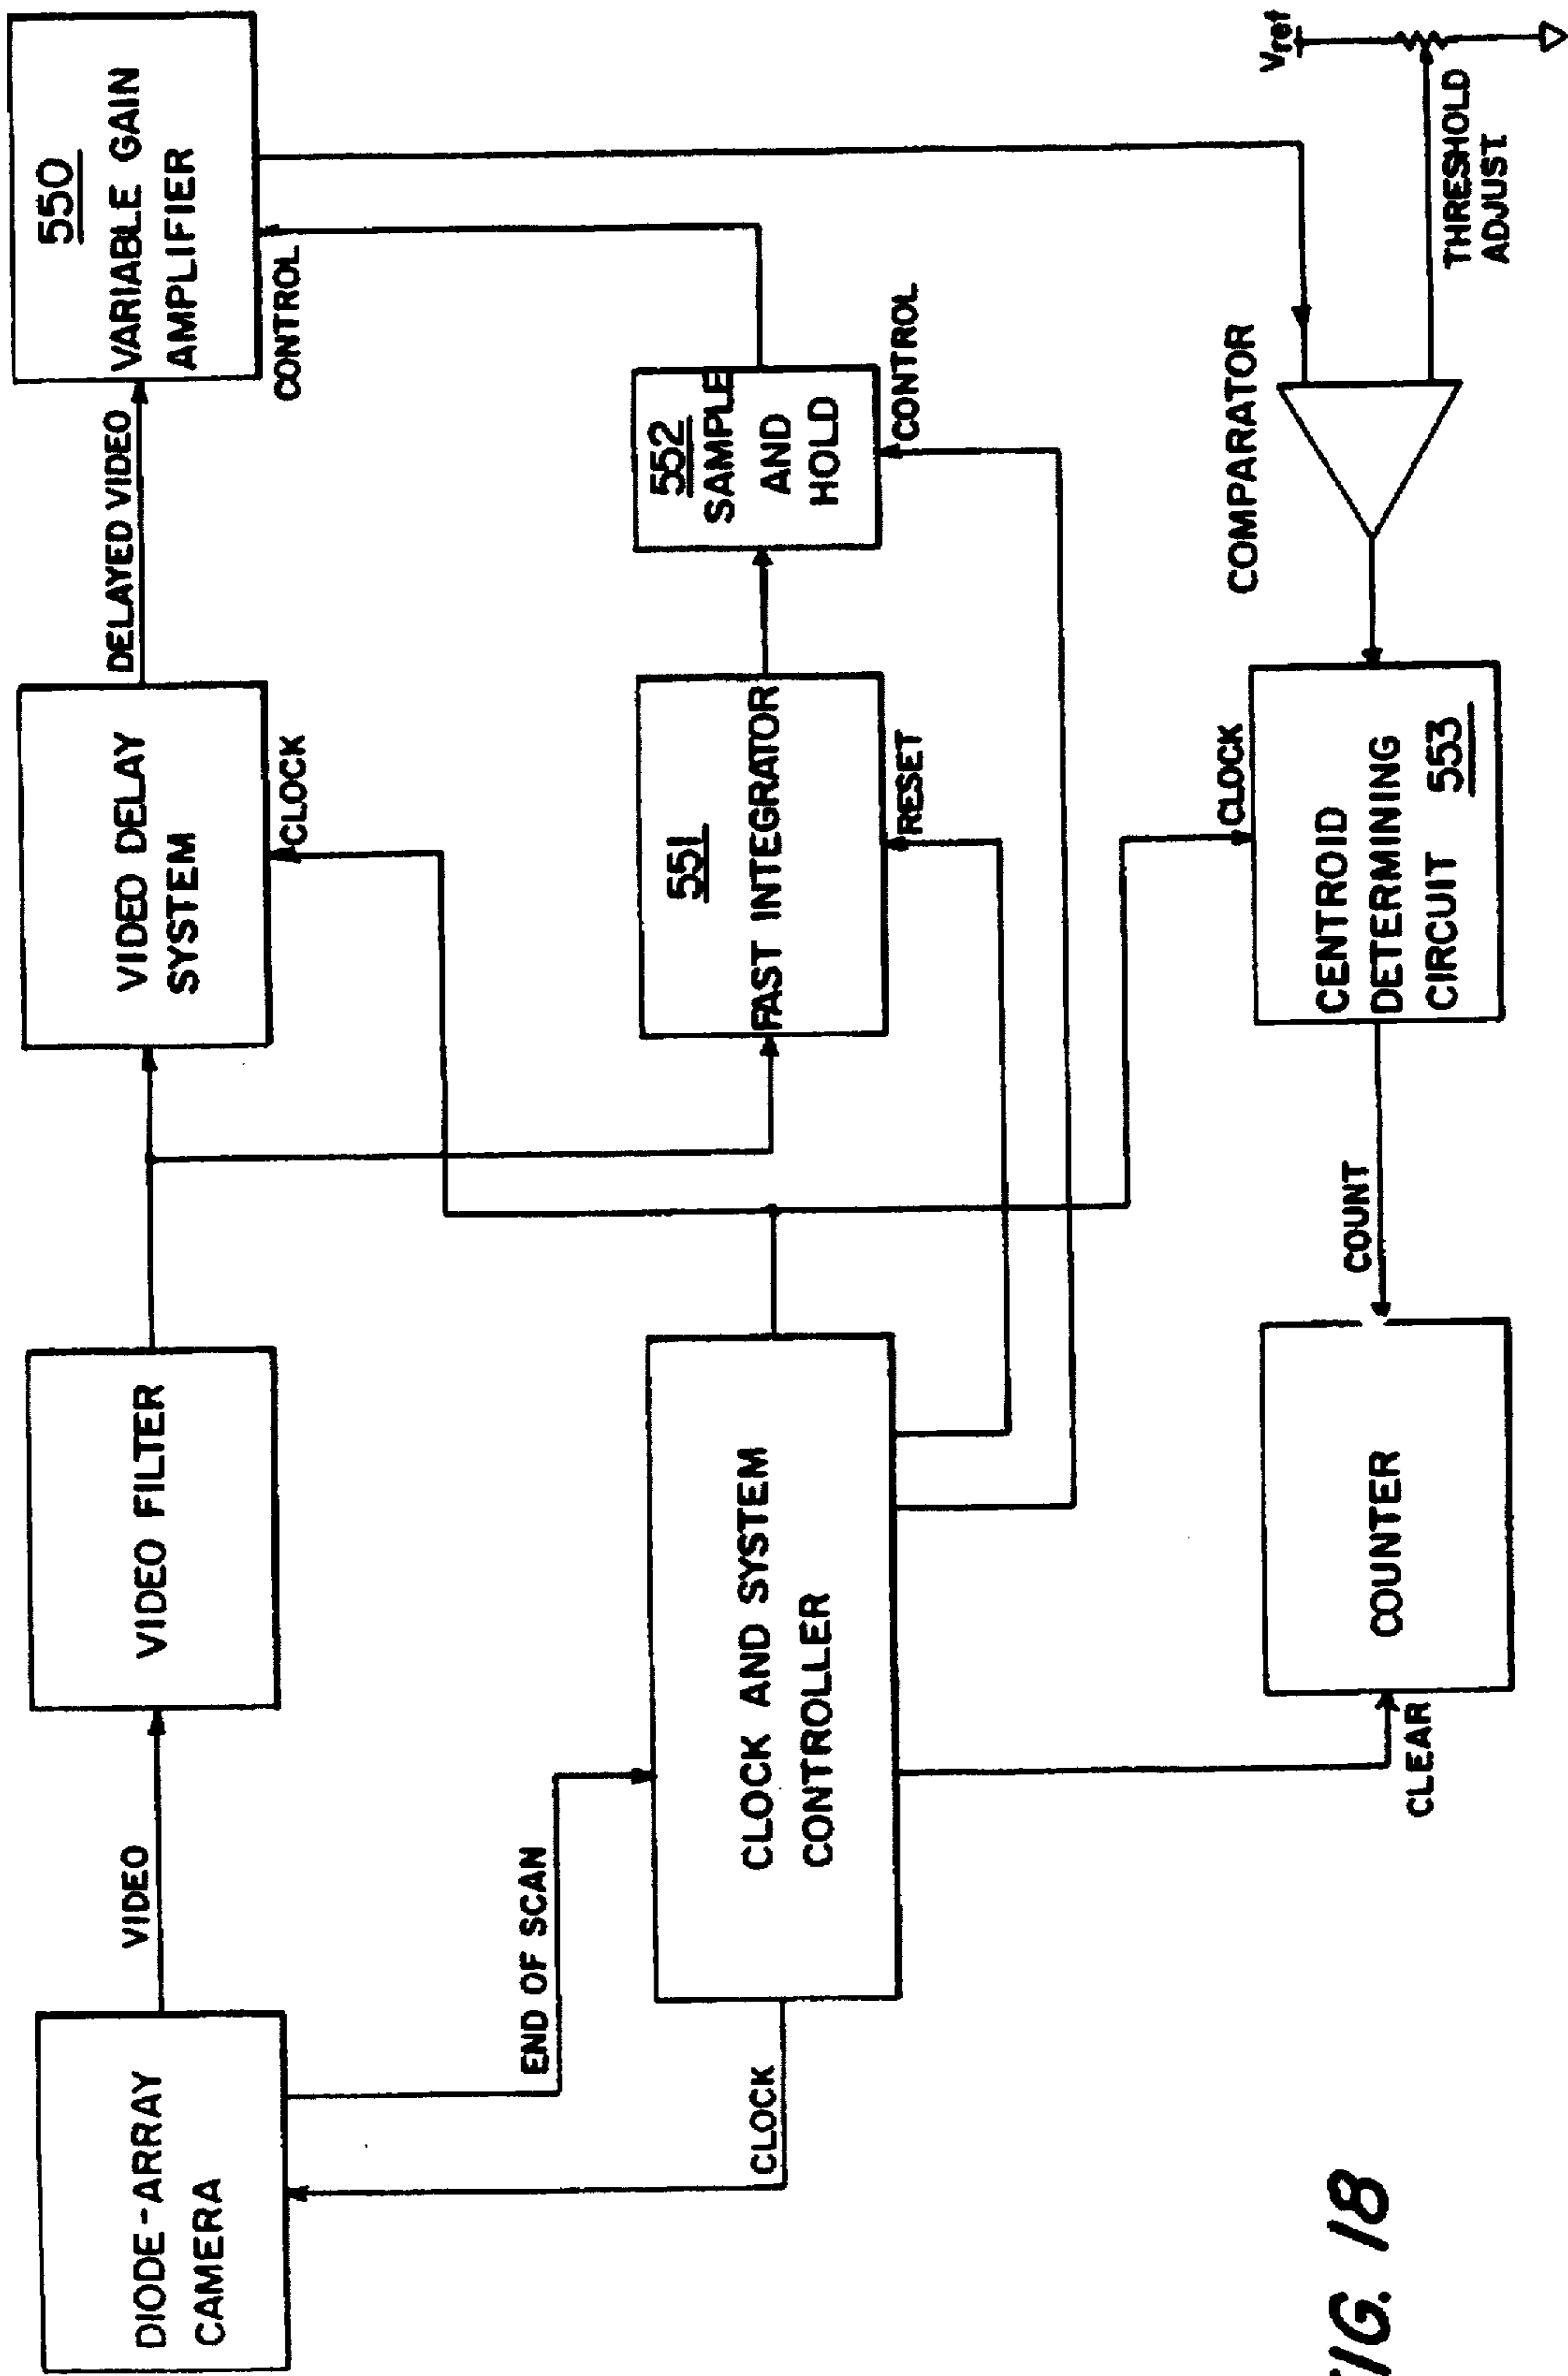 DIODE-ARRAY
CAMERA
VIDEO
VIDEO FILTER
VIDEO DELAY
SYSTEM
CLOCK
DELAYED VIDEO
550
VARIABLE GAIN
AMPLIFIER
CONTROL
END OF SCAN
CLOCK
CLOCK AND SYSTEM
CONTROLLER
551
FAST INTEGRATOR
RESET
552
SAMPLE
AND
HOLD
CONTROL
CLEAR
COUNTER
COUNT
CLOCK
CENTROID
DETERMINING
CIRCUIT 553
COMPARATOR
Vref
THRESHOLD
ADJUST
FIG. 18